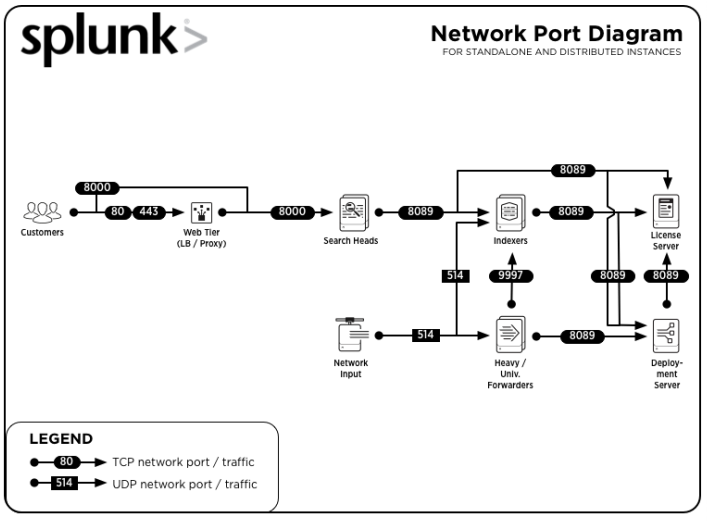 splunk>
Network Port Diagram
FOR STANDALONE AND DISTRIBUTED INSTANCES
8089
8000
80
443
8000
8089
8089
Customers
Web Tier
(LB / Proxy)
Search Heads
Indexers
License
Server
514
9997
8089
8089
514
8089
Network
Input
Heavy /
Univ.
Forwarders
Deploy-
ment
Server
LEGEND
80
TCP network port / traffic
514
UDP network port / traffic